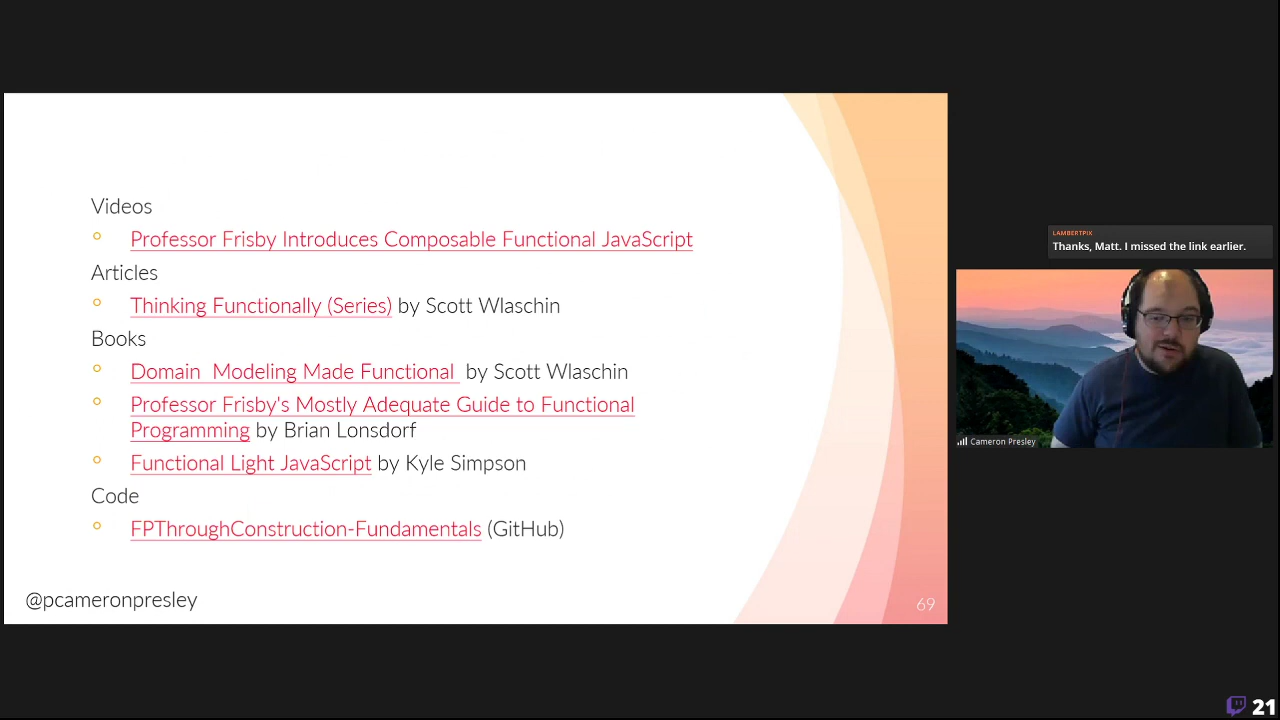 Videos
Professor Frisby Introduces Composable Functional JavaScript
Articles
Thinking Functionally (Series) by Scott Wlaschin
Books
Domain  Modeling Made Functional  by Scott Wlaschin
Professor Frisby's Mostly Adequate Guide to Functional
Programming by Brian Lonsdorf
Functional Light JavaScript by Kyle Simpson
Code
FPThroughConstruction-Fundamentals (GitHub)
@pcameronpresley
69
LAMBERTPIX
Thanks, Matt. I missed the link earlier.
Cameron Presley
21